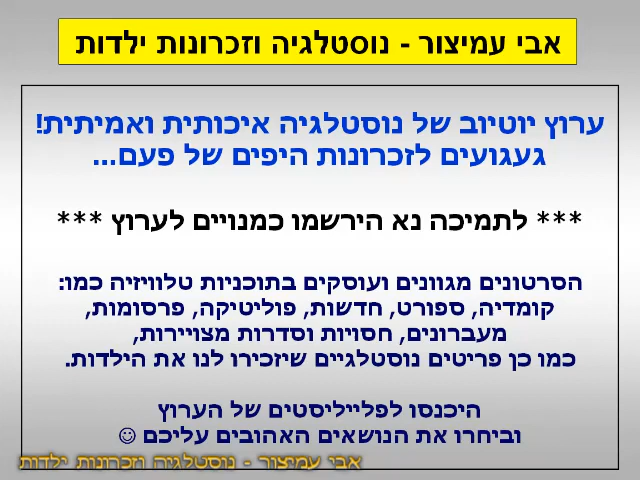 אבי עמיצור - נוסטלגיה וזכרונות ילדות
ערוץ יוטיוב של נוסטלגיה איכותית ואמיתית!
געגועים לזכרונות היפים של פעם...
*** לתמיכה נא הירשמו כמנויים לערוץ ***
הסרטונים מגוונים ועוסקים בתוכניות טלוויזיה כמו:
קומדיה, ספורט, חדשות, פוליטיקה, פרסומות,
מעברונים, חסויות וסדרות מצויירות,
כמו כן פריטים נוסטלגיים שיזכירו לנו את הילדות.
היכנסו לפלייליסטים של הערוץ
וביחרו את הנושאים האהובים עליכם ☺
אבי עמיצור - נוסטלגיה וזכרונות ילדות